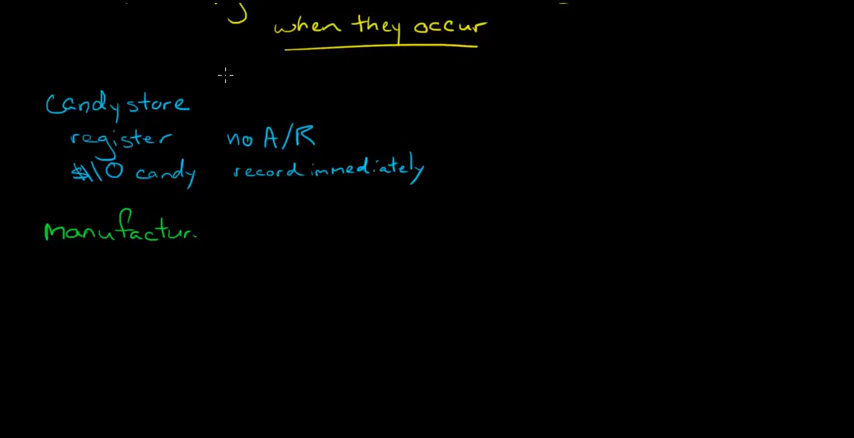 when they occur
Candy store
register no A/R
$10 candy record immediately
Manufactur.